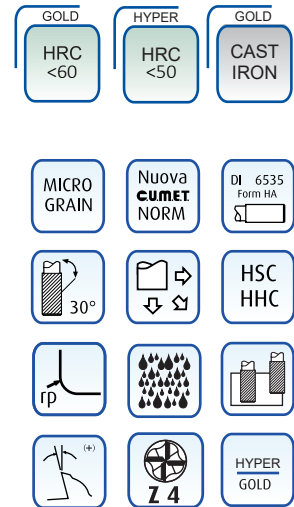 GOLD
HYPER
GOLD
HRC
<60
HRC
<50
CAST
IRON
MICRO
GRAIN
Nuova
C.U.M.E.T.
NORM
DI 6535
Form HA
30°
HSC
HHC
rp
(+)
Z 4
HYPER
GOLD